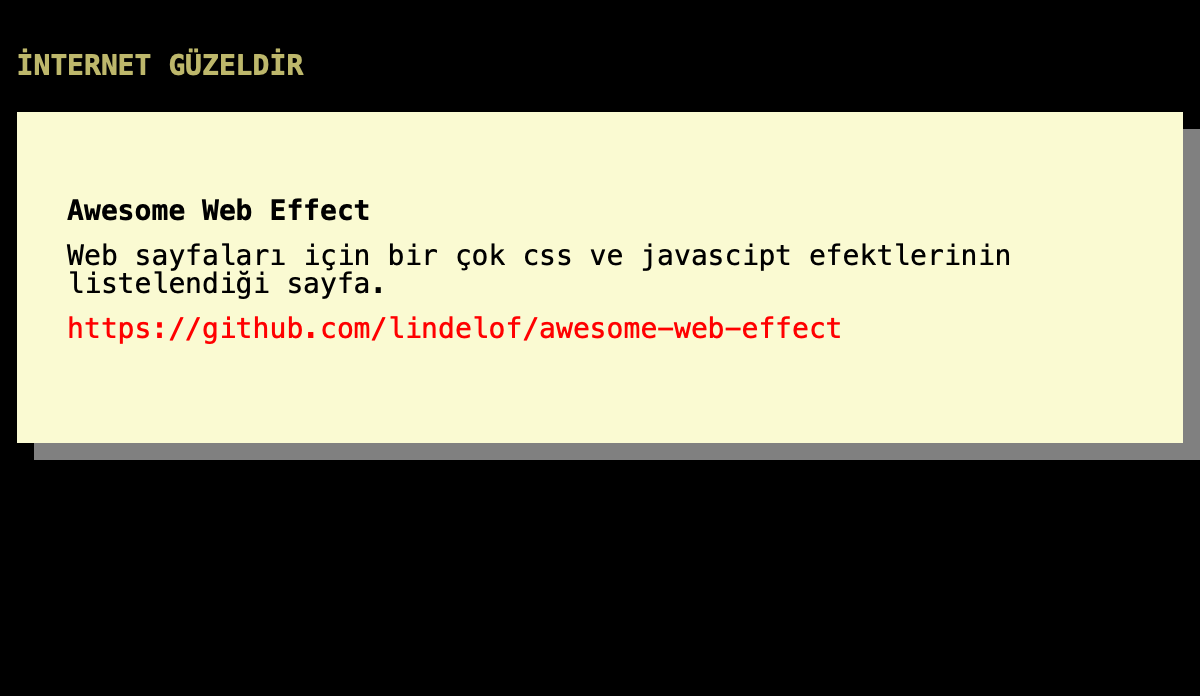 İNTERNET GÜZELDİR
Awesome Web Effect
Web sayfaları için bir çok css ve javascipt efektlerinin
listelendiği sayfa.
https://github.com/lindelof/awesome-web-effect